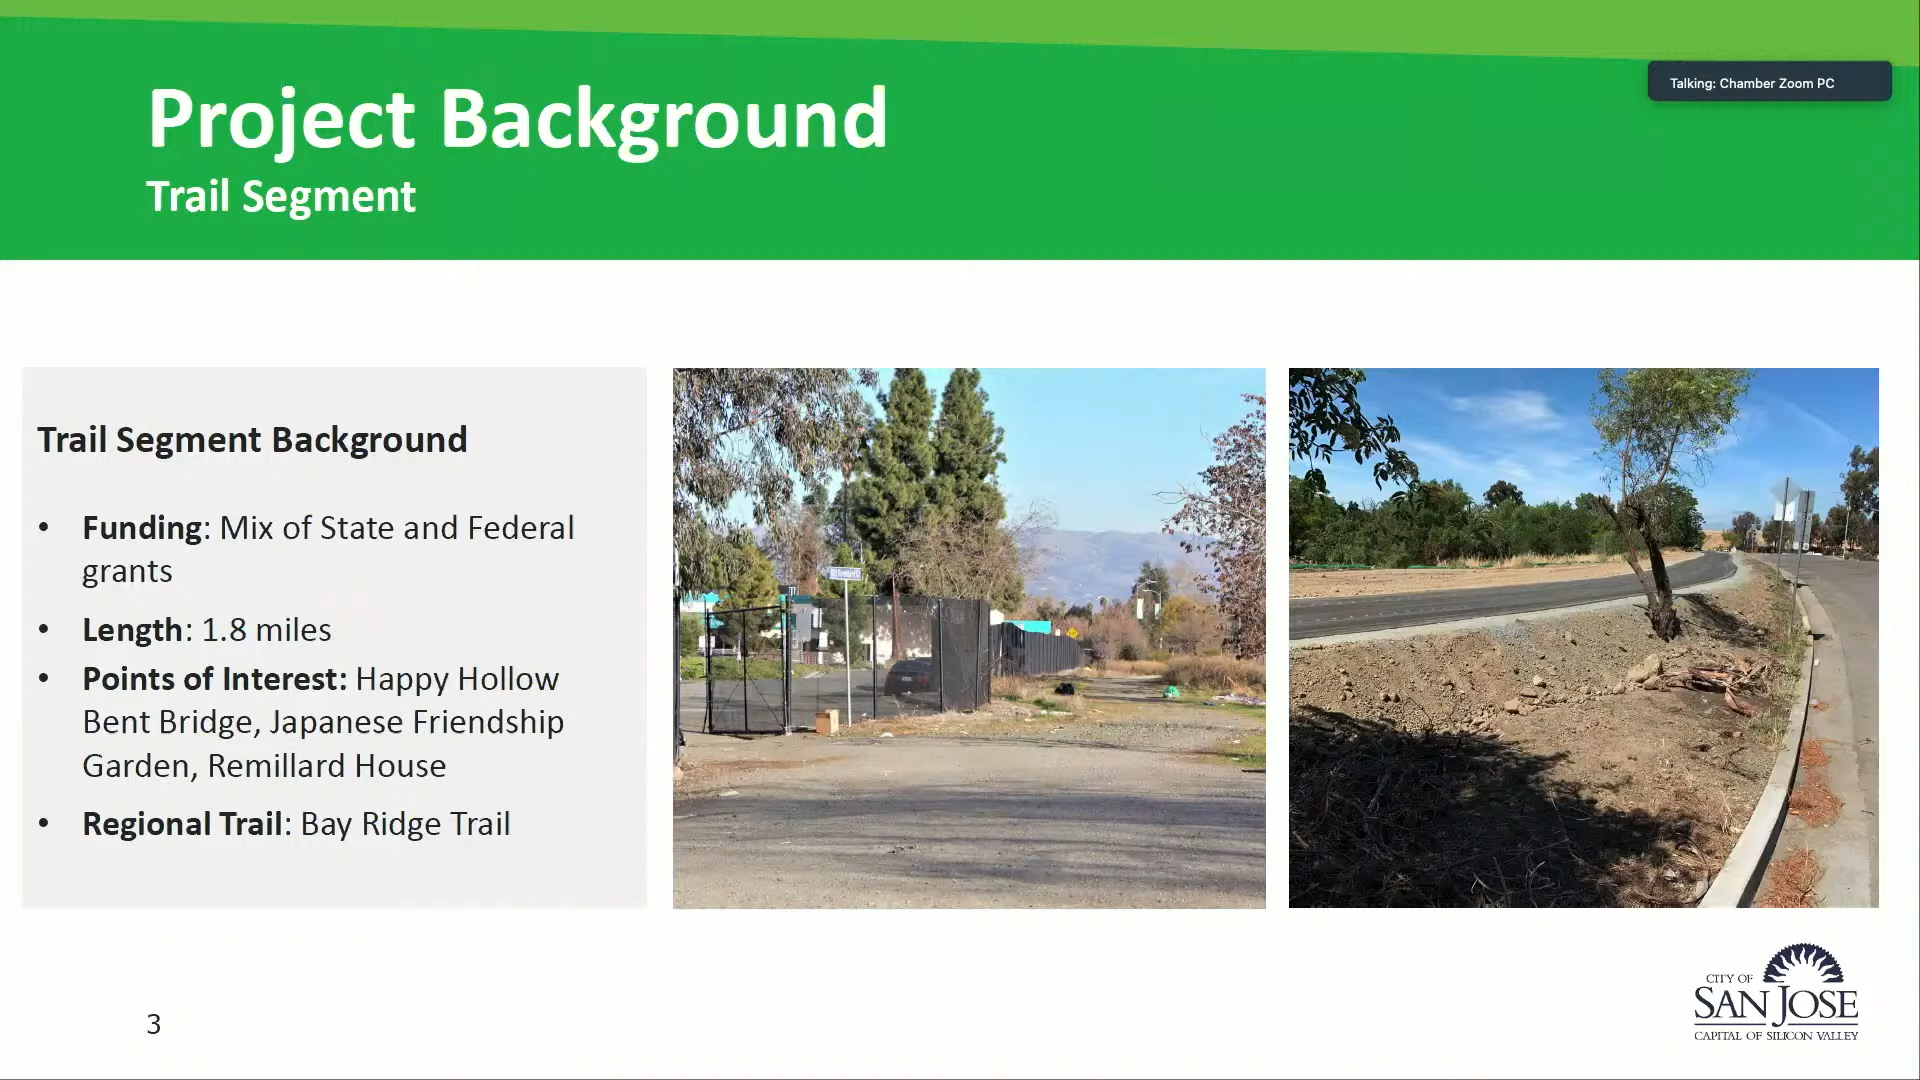 Project Background
Trail Segment
Talking: Chamber Zoom PC
Trail Segment Background
• Funding: Mix of State and Federal
grants
• Length: 1.8 miles
• Points of Interest: Happy Hollow
Bent Bridge, Japanese Friendship
Garden, Remillard House
• Regional Trail: Bay Ridge Trail
3
CITY OF
SAN JOSE
CAPITAL OF SILICON VALLEY